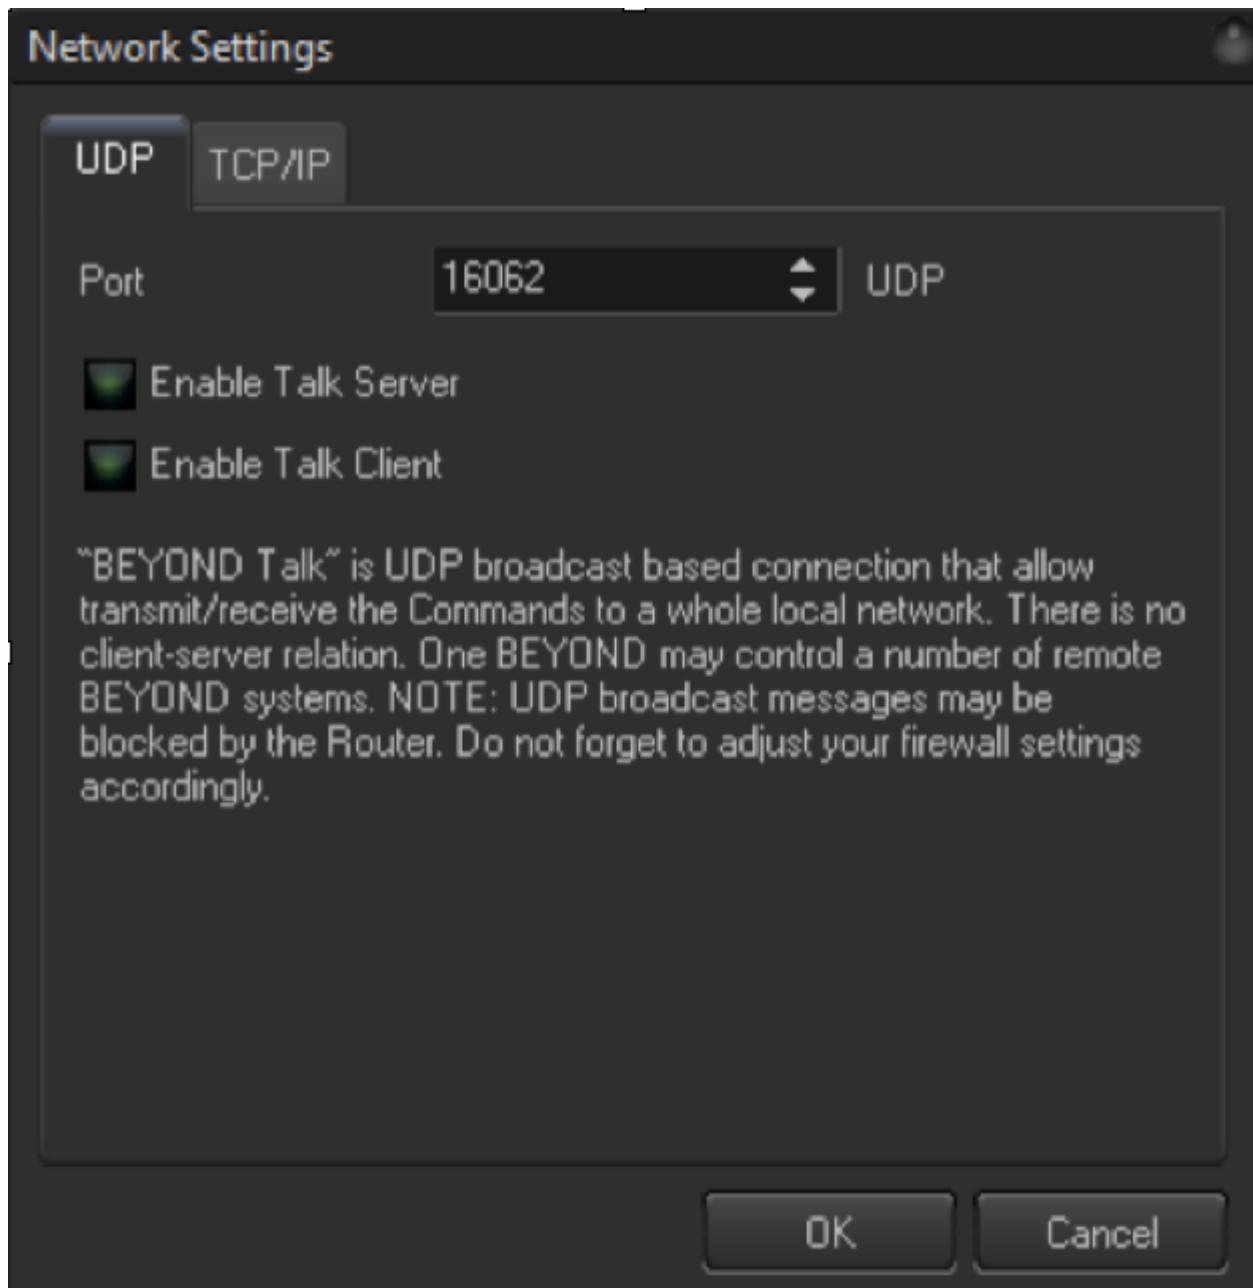 Network Settings
UDP
TCP/IP
Port
16062
UDP
Enable Talk Server
Enable Talk Client
"BEYOND Talk" is UDP broadcast based connection that allow
transmit/receive the Commands to a whole local network. There is no
client-server relation. One BEYOND may control a number of remote
BEYOND systems. NOTE: UDP broadcast messages may be
blocked by the Router. Do not forget to adjust your firewall settings
accordingly.
OK
Cancel